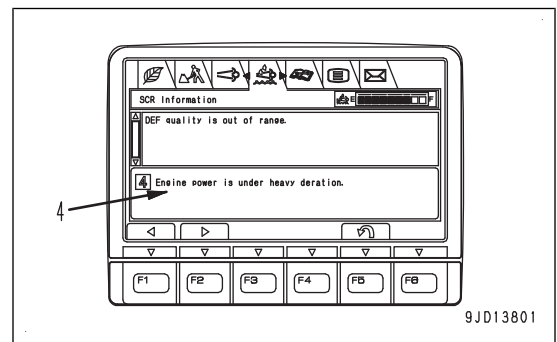 SCR Information
E F
DEF quality is out of range.
4 Engine power is under heavy deration.
4
F1 F2 F3 F4 F5 F6
9JD13801